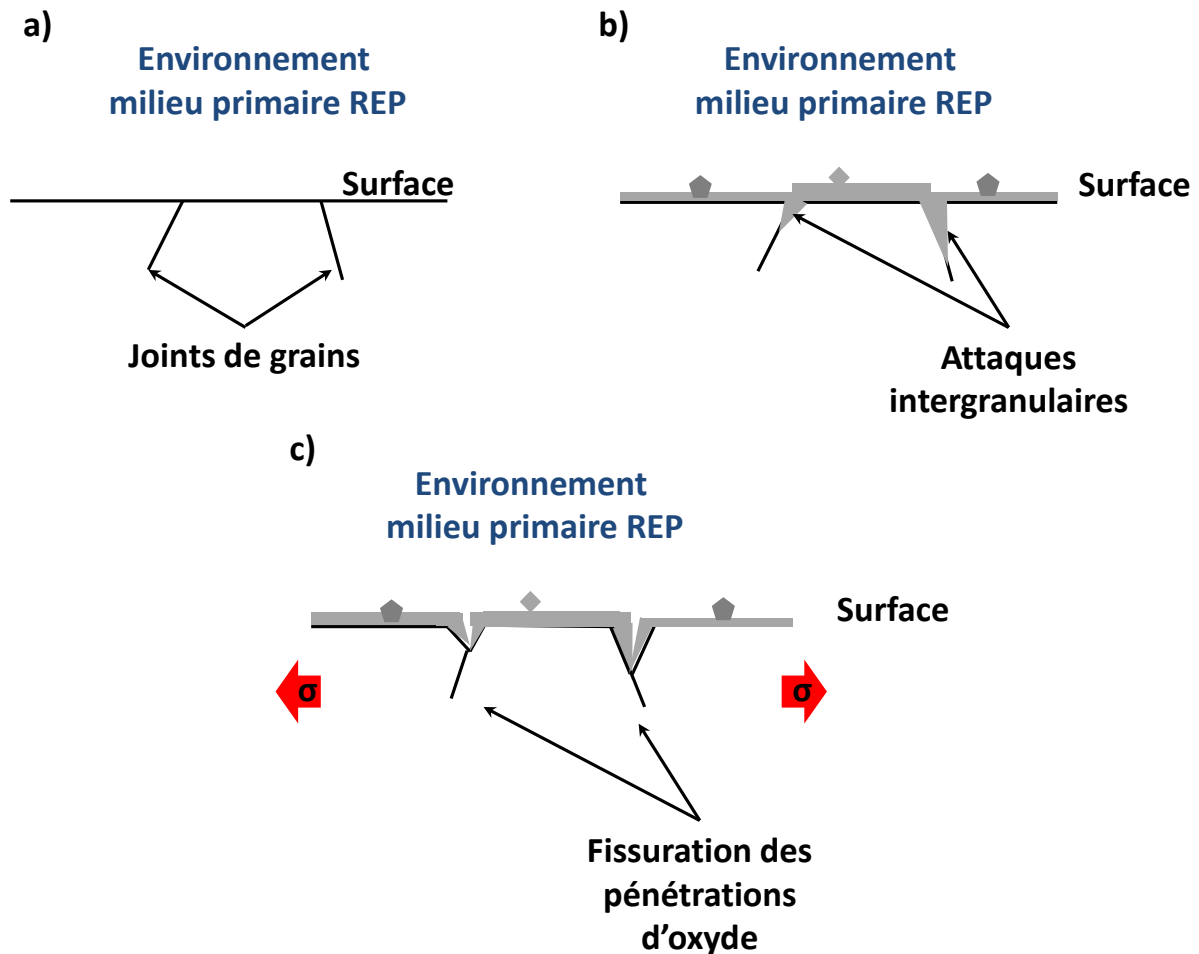 a)
Environnement
milieu primaire REP
Surface
Joints de grains
b)
Environnement
milieu primaire REP
Surface
Attaques
intergranulaires
c)
Environnement
milieu primaire REP
Surface
σ
σ
Fissuration des
pénétrations
d'oxyde